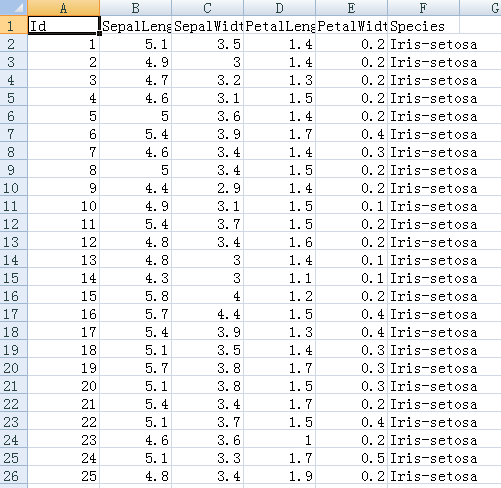 A B C D E F G
1 Id SepalLeng SepalWidt PetalLeng PetalWidt Species
2 1 5.1 3.5 1.4 0.2 Iris-setosa
3 2 4.9 3 1.4 0.2 Iris-setosa
4 3 4.7 3.2 1.3 0.2 Iris-setosa
5 4 4.6 3.1 1.5 0.2 Iris-setosa
6 5 5 3.6 1.4 0.2 Iris-setosa
7 6 5.4 3.9 1.7 0.4 Iris-setosa
8 7 4.6 3.4 1.4 0.3 Iris-setosa
9 8 5 3.4 1.5 0.2 Iris-setosa
10 9 4.4 2.9 1.4 0.2 Iris-setosa
11 10 4.9 3.1 1.5 0.1 Iris-setosa
12 11 5.4 3.7 1.5 0.2 Iris-setosa
13 12 4.8 3.4 1.6 0.2 Iris-setosa
14 13 4.8 3 1.4 0.1 Iris-setosa
15 14 4.3 3 1.1 0.1 Iris-setosa
16 15 5.8 4 1.2 0.2 Iris-setosa
17 16 5.7 4.4 1.5 0.4 Iris-setosa
18 17 5.4 3.9 1.3 0.4 Iris-setosa
19 18 5.1 3.5 1.4 0.3 Iris-setosa
20 19 5.7 3.8 1.7 0.3 Iris-setosa
21 20 5.1 3.8 1.5 0.3 Iris-setosa
22 21 5.4 3.4 1.7 0.2 Iris-setosa
23 22 5.1 3.7 1.5 0.4 Iris-setosa
24 23 4.6 3.6 1 0.2 Iris-setosa
25 24 5.1 3.3 1.7 0.5 Iris-setosa
26 25 4.8 3.4 1.9 0.2 Iris-setosa